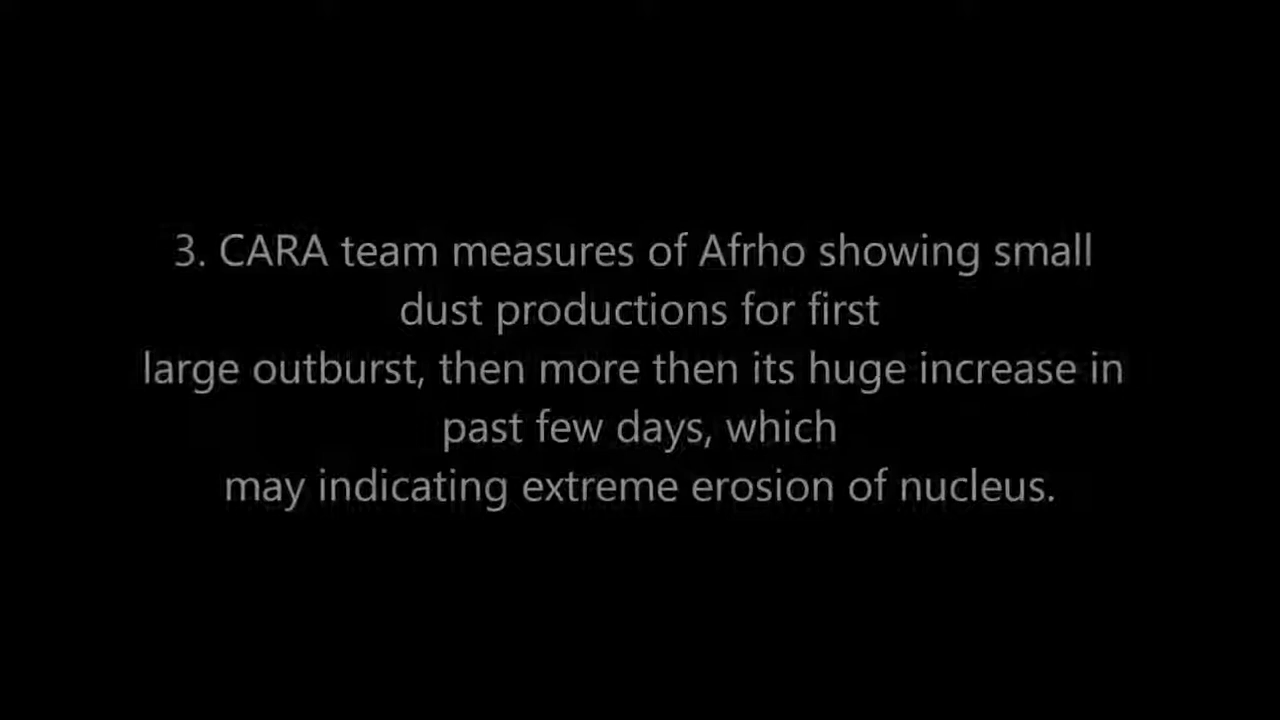 3. CARA team measures of Afrho showing small
dust productions for first
large outburst, then more then its huge increase in
past few days, which
may indicating extreme erosion of nucleus.